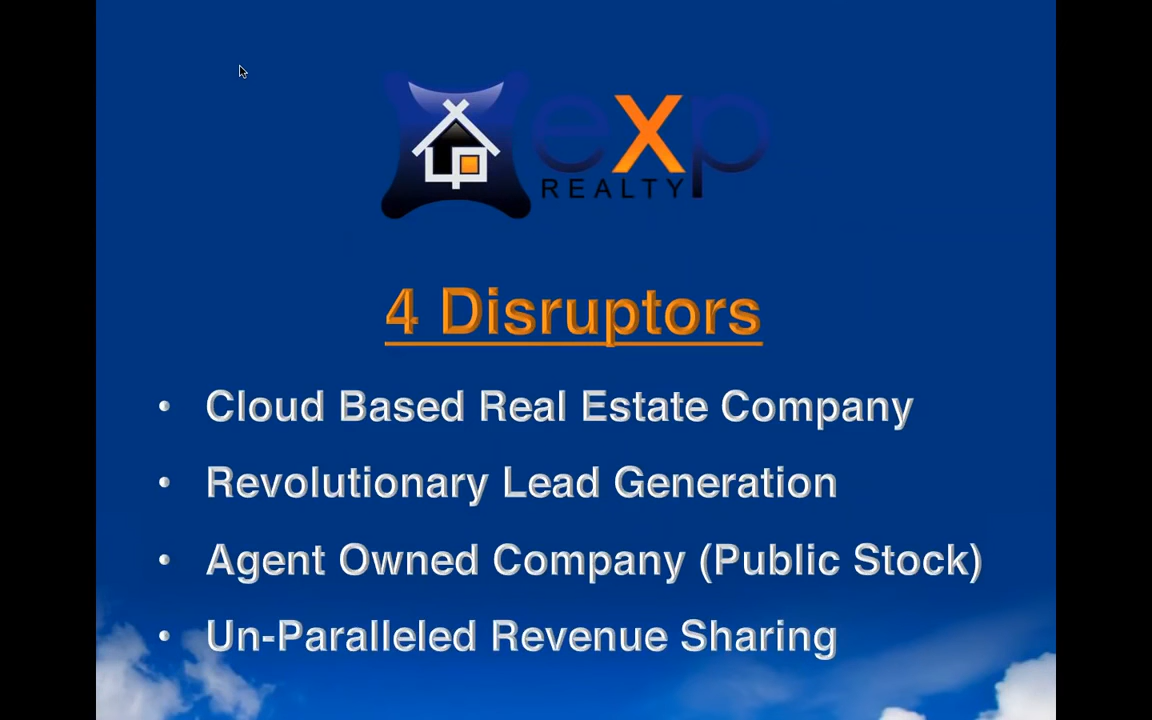 exp
REALTY
4 Disruptors
• Cloud Based Real Estate Company
• Revolutionary Lead Generation
• Agent Owned Company (Public Stock)
• Un-Paralleled Revenue Sharing